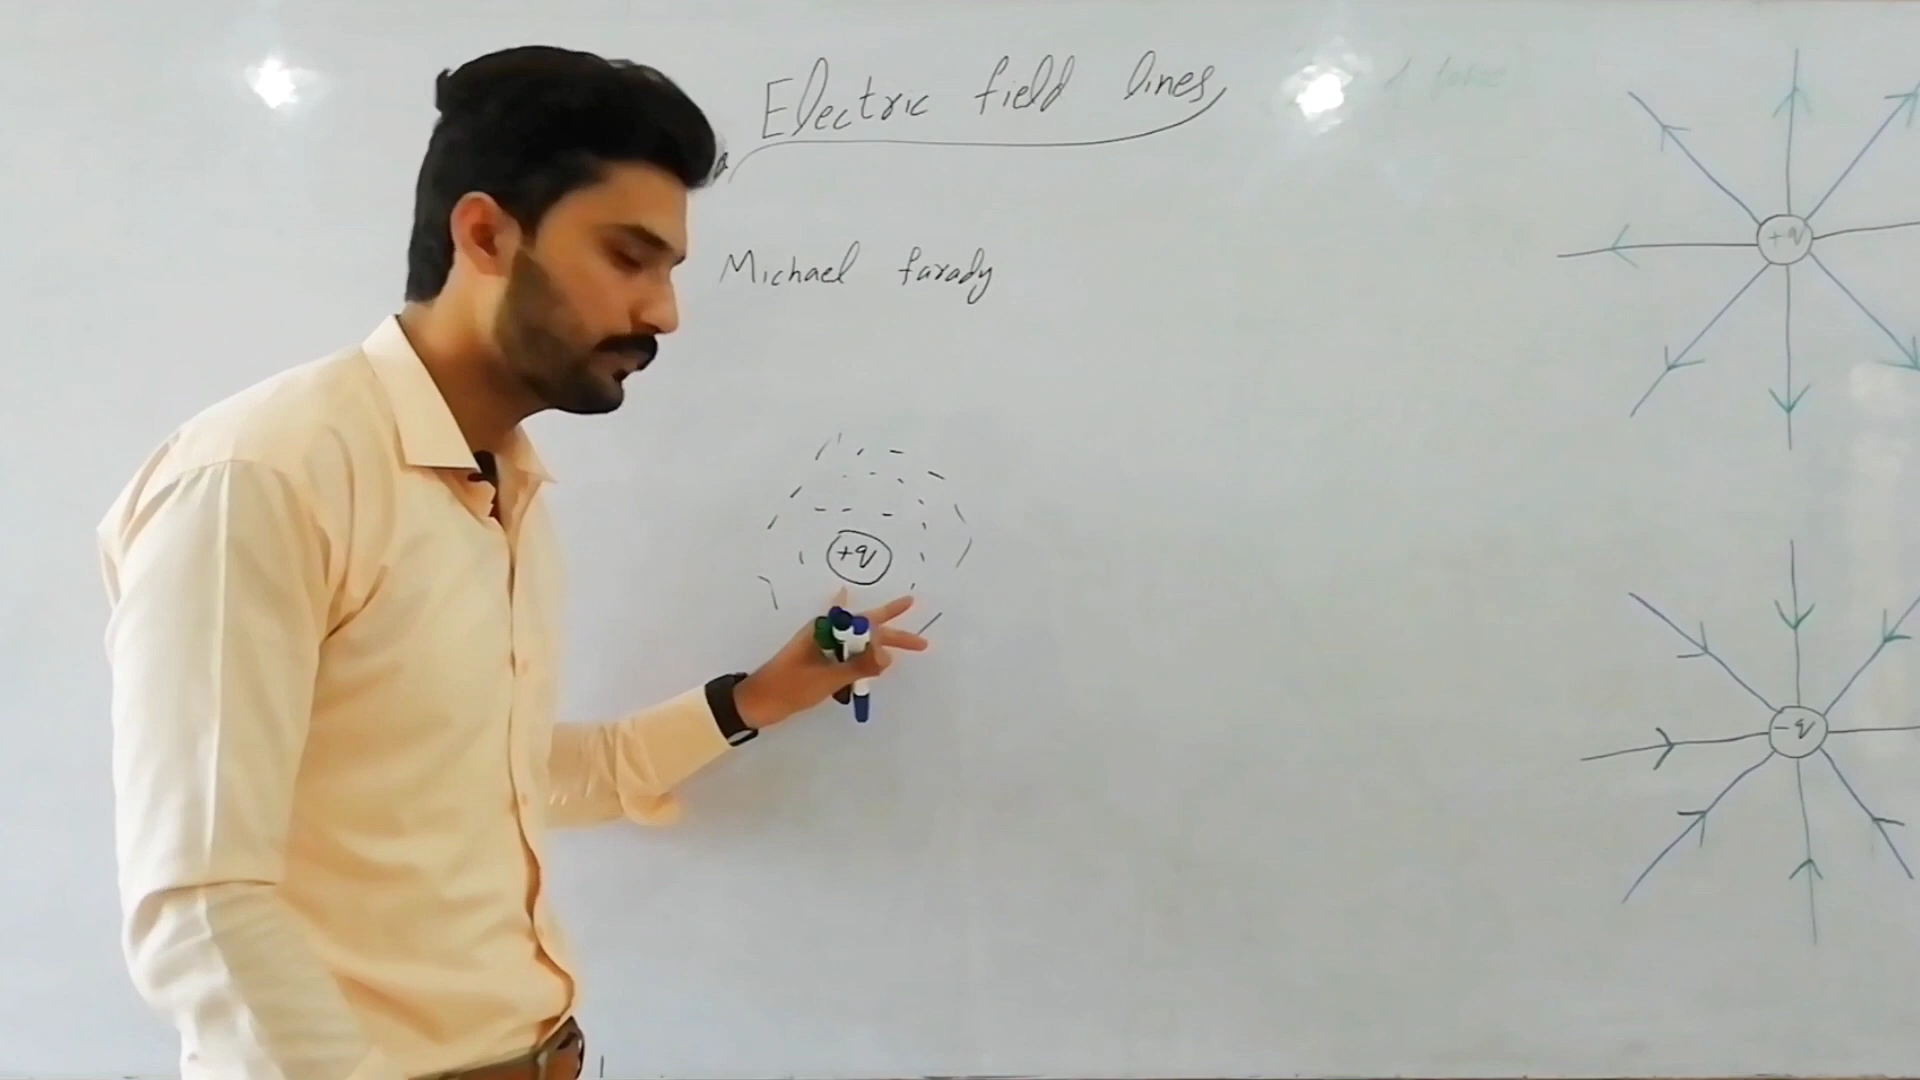 Electric field lines
Michael farady
+q
+q
-q